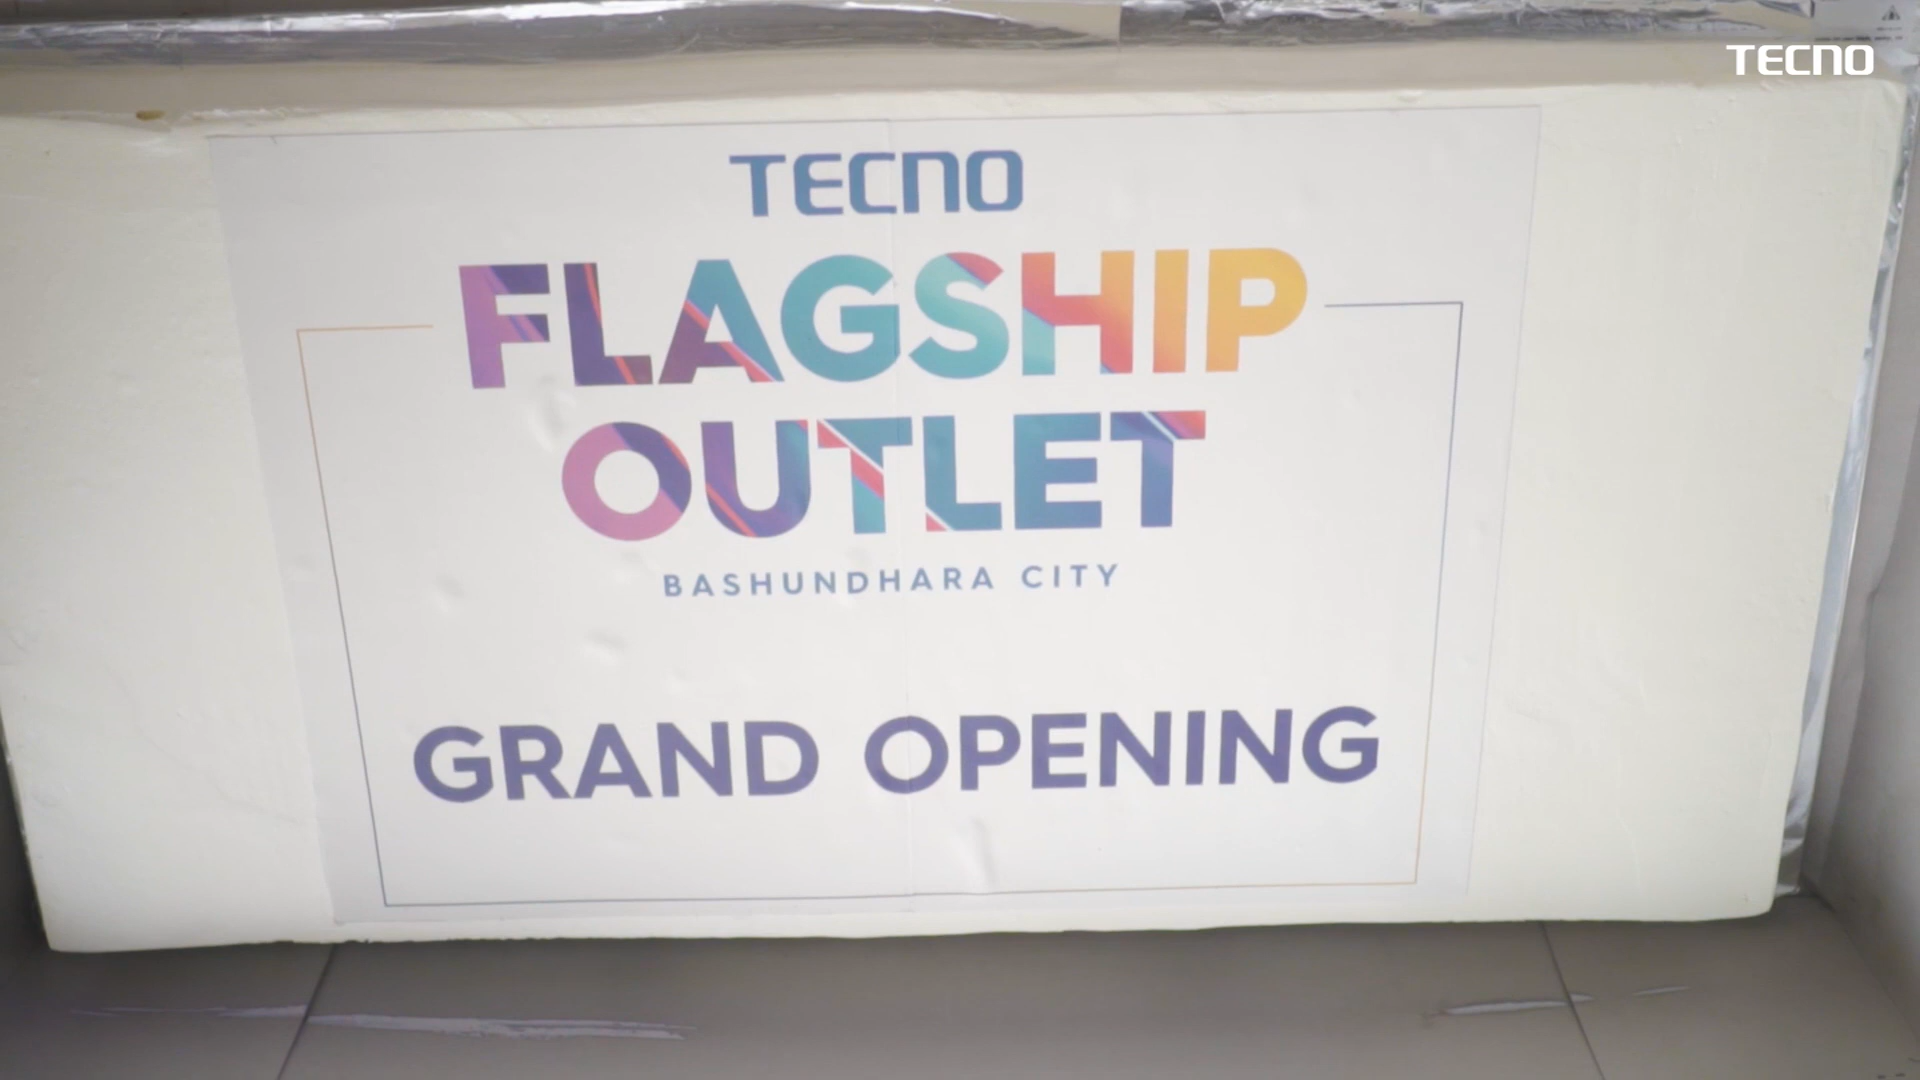 TECNO
TECNO
FLAGSHIP
OUTLET
BASHUNDHARA CITY
GRAND OPENING